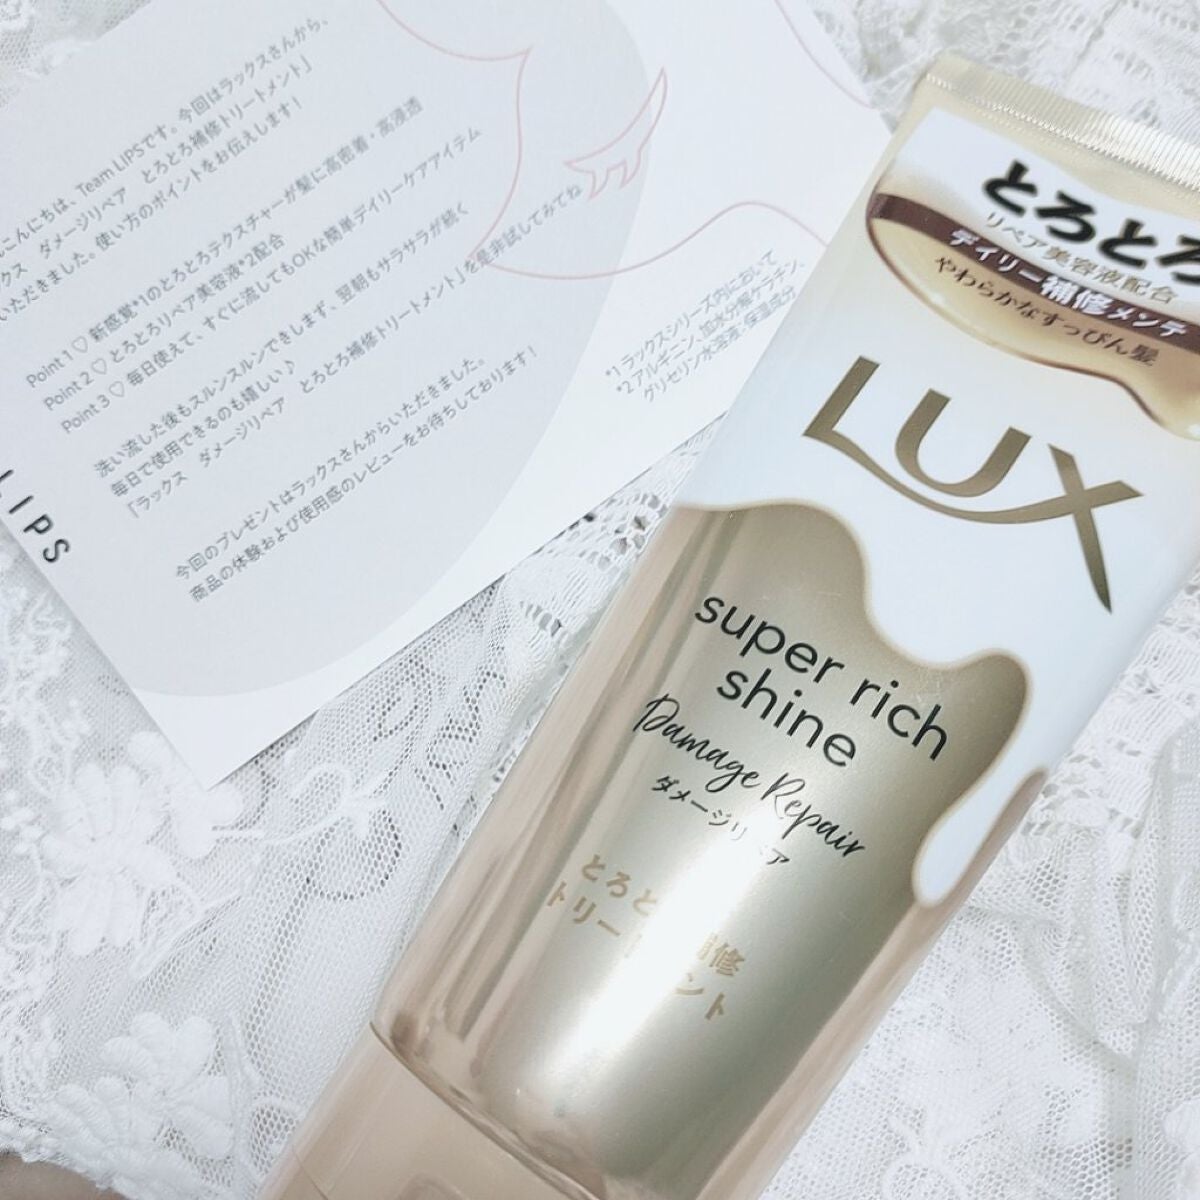 こんにちは、Team LIPSです。今回はラックスさんから、
ックス ダメージリペア とろとろ補修トリートメント」
いただきました。使い方のポイントをお伝えします！
Point 1 ♡ 新感覚*1のとろとろテクスチャーが髪に高密着・高浸透
Point 2 ♡ とろとろリペア美容液*2配合
Point 3 ♡ 毎日使えて、すぐに流してもOKな簡単デイリーケアアイテム
洗い流した後もスルンスルンできしまず、翌朝もサラサラが続く
毎日で使用できるのも嬉しい♪
「ラックス ダメージリペア とろとろ補修トリートメント」を是非試してみてね
今回のプレゼントはラックスさんからいただきました。
商品の体験および使用感のレビューをお待ちしております！
*1 ラックスシリーズ内において
*2 アルギニン、加水分解ケラチン、
グリセリン水溶液：保湿成分
LIPS
とろとろ
リペア美容液配合
デイリー補修メンテ
やわらかなすっぴん髪
LUX
super rich
shine
Damage Repair
ダメージリペア
とろと 補修
トリートメント